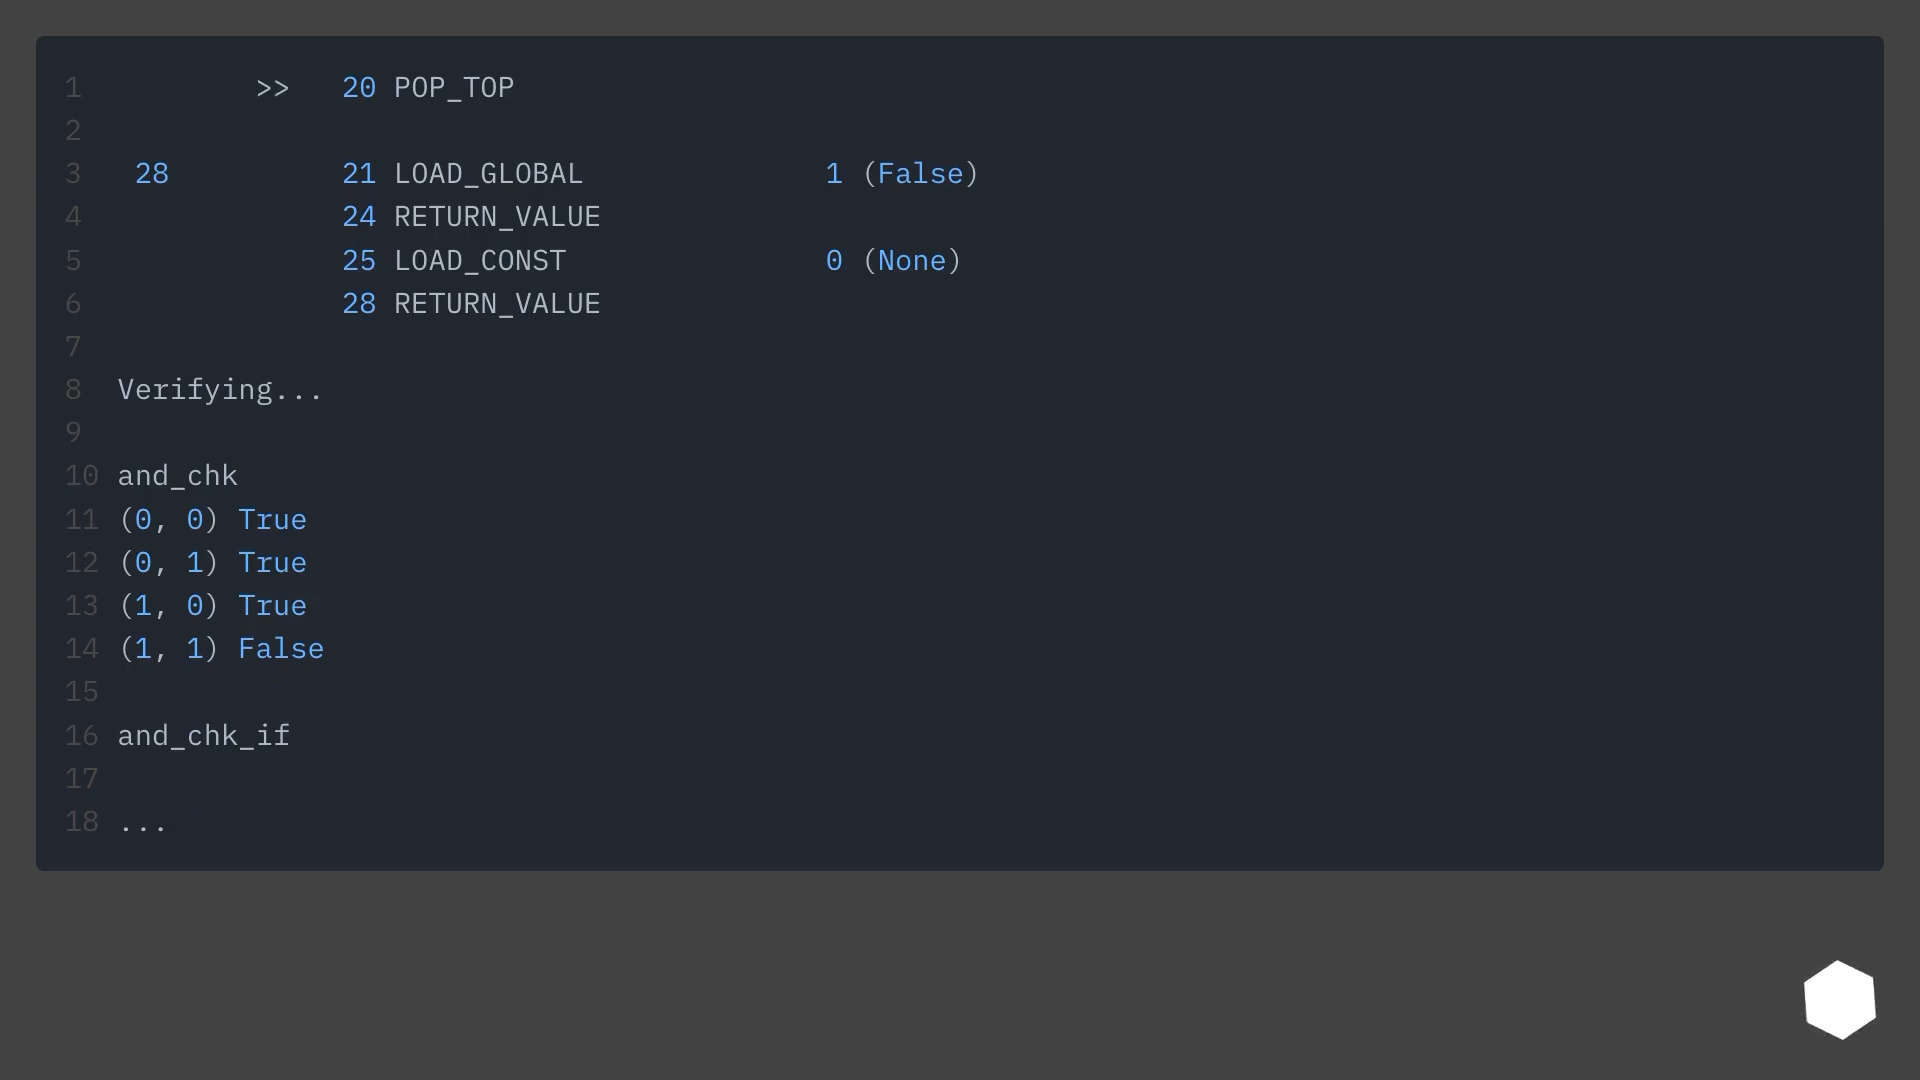 1          >>   20 POP_TOP
2
3   28          21 LOAD_GLOBAL              1 (False)
4               24 RETURN_VALUE
5               25 LOAD_CONST               0 (None)
6               28 RETURN_VALUE
7
8  Verifying...
9
10 and_chk
11 (0, 0) True
12 (0, 1) True
13 (1, 0) True
14 (1, 1) False
15
16 and_chk_if
17
18 ...